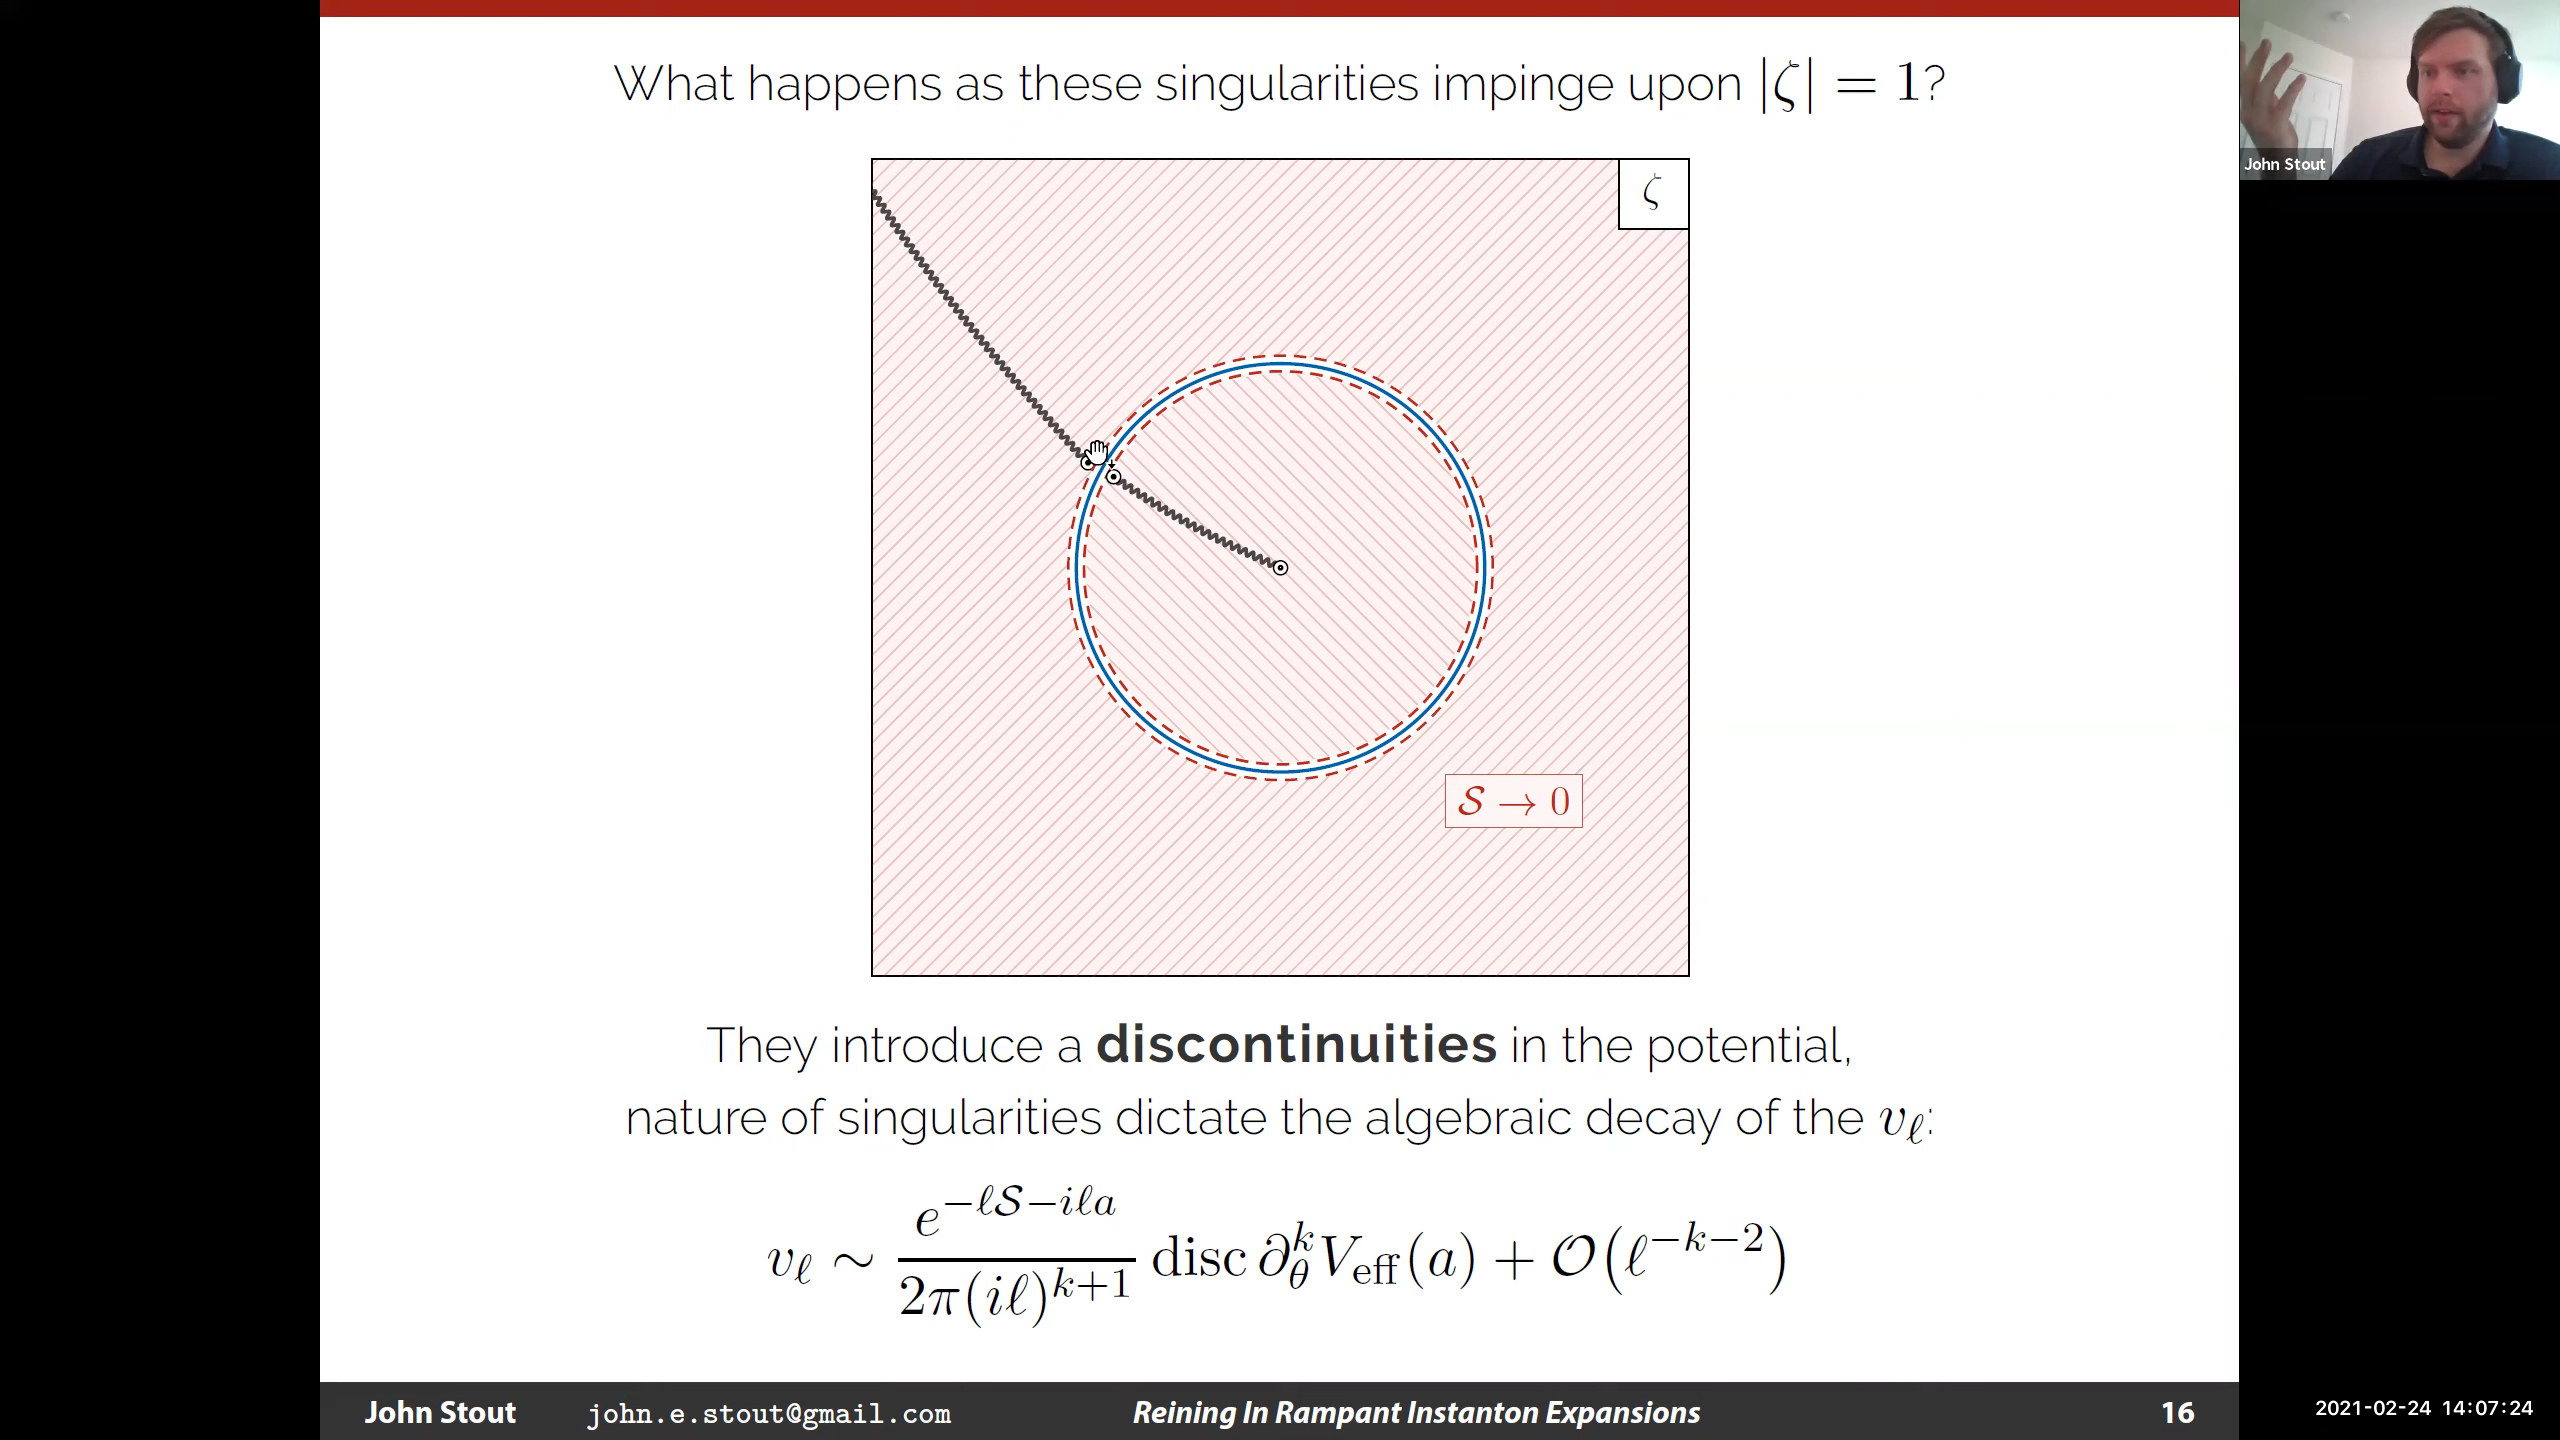 What happens as these singularities impinge upon |ζ| = 1?
John Stout
ζ
𝒮 → 0
They introduce a discontinuities in the potential,
nature of singularities dictate the algebraic decay of the v_ℓ:
v_ℓ ∼ e^{−ℓ𝒮−iℓa} / 2π(iℓ)^{k+1} disc ∂_θ^k V_eff(a) + 𝒪(ℓ^{−k−2})
John Stout john.e.stout@gmail.com Reining In Rampant Instanton Expansions 16
2021-02-24 14:07:24